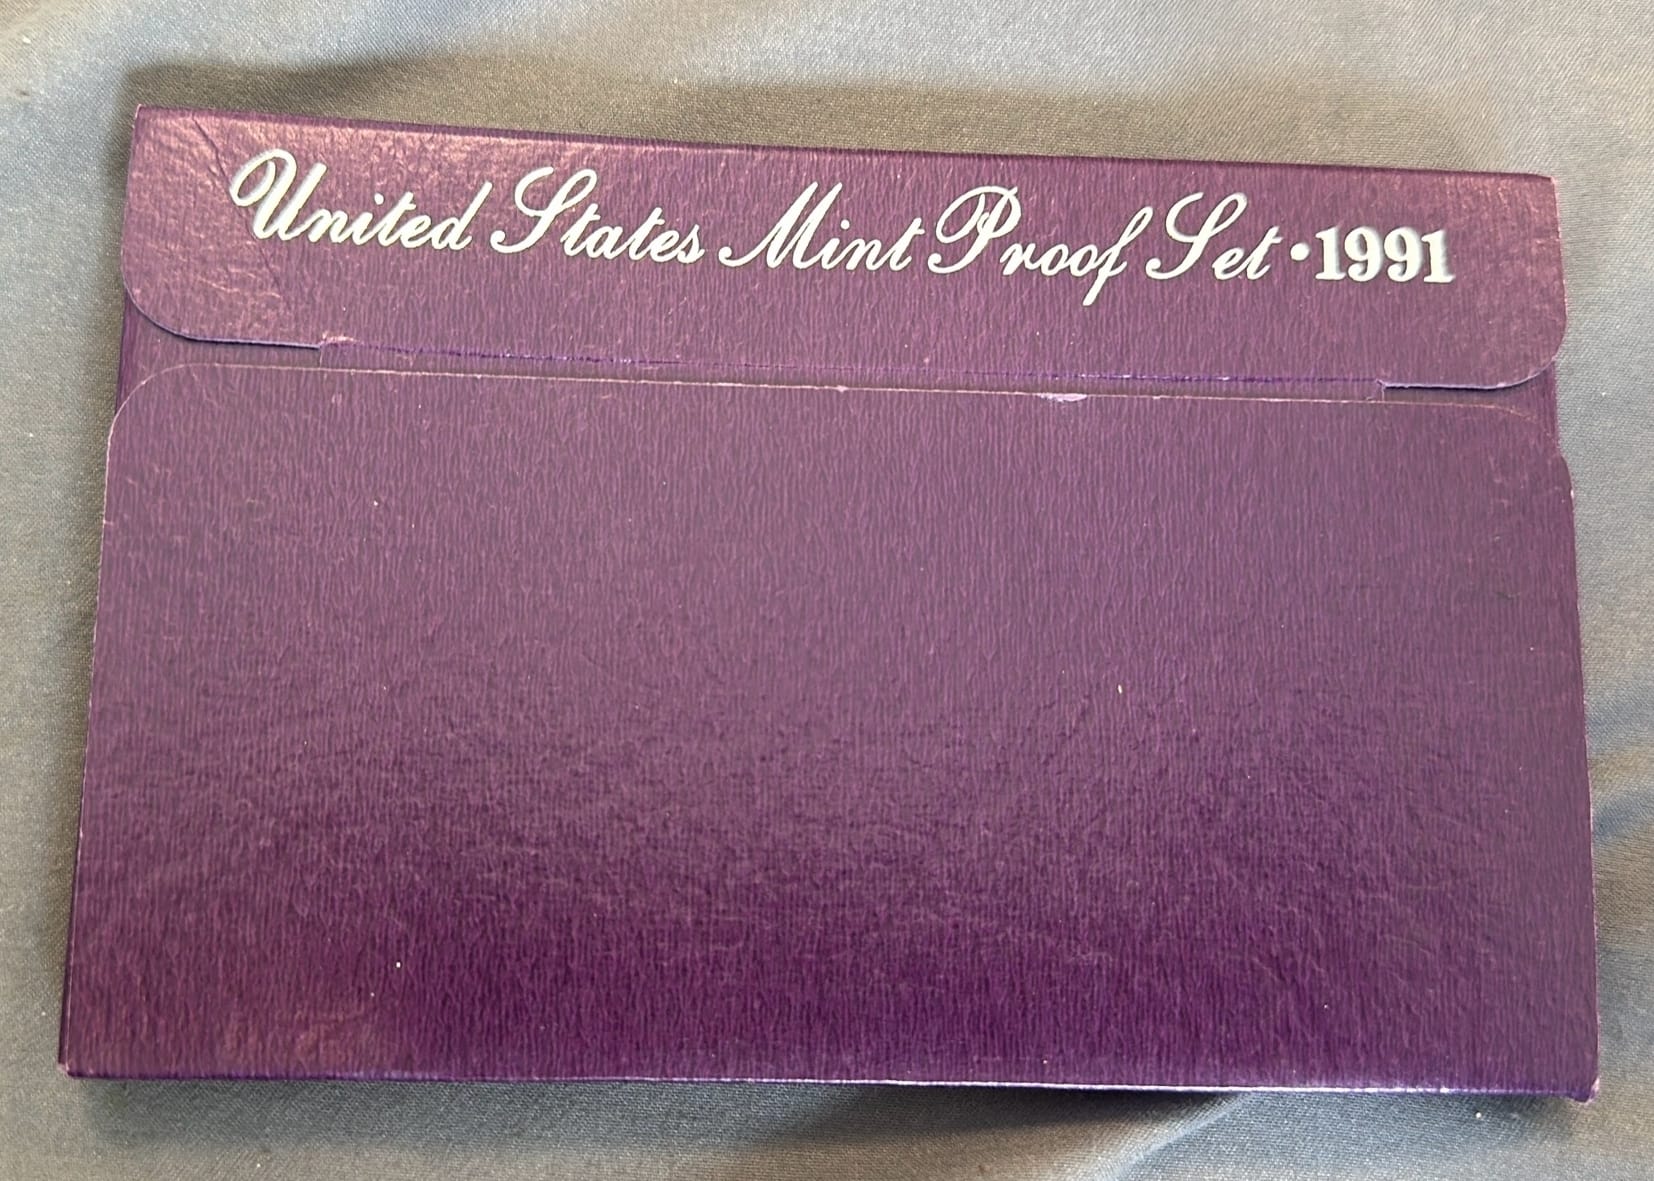 United States Mint Proof Set • 1991